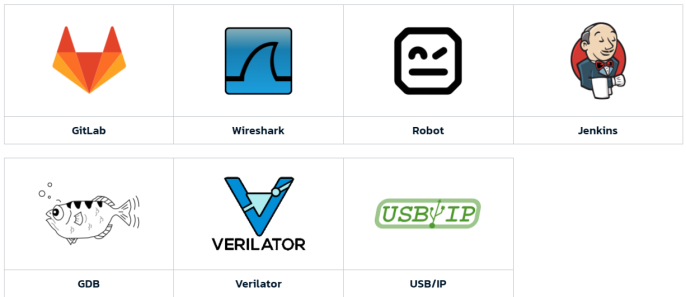 GitLab
Wireshark
Robot
Jenkins
VERILATOR
USB/IP
GDB
Verilator
USB/IP